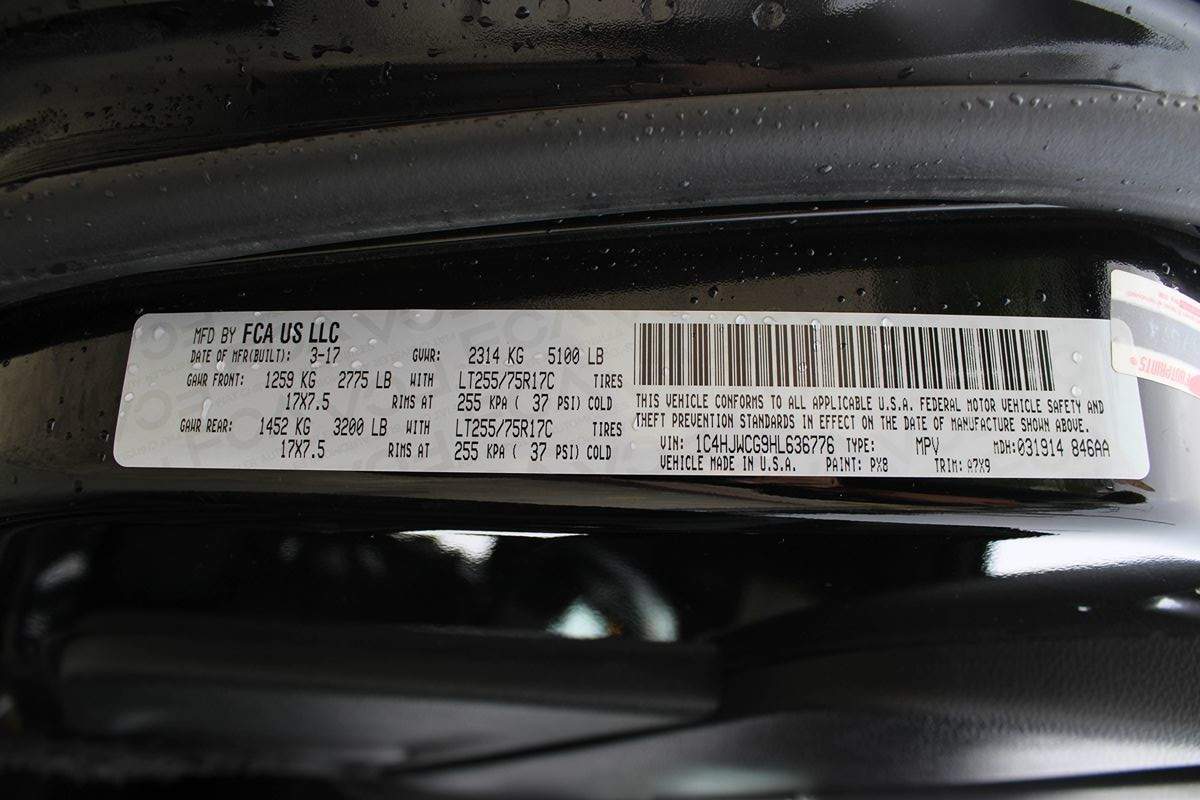 MFD BY FCA US LLC
DATE OF MFR(BUILT): 3-17 GVWR: 2314 KG 5100 LB
GAWR FRONT: 1259 KG 2775 LB WITH LT255/75R17C TIRES
17X7.5 RIMS AT 255 KPA ( 37 PSI) COLD
GAWR REAR: 1452 KG 3200 LB WITH LT255/75R17C TIRES
17X7.5 RIMS AT 255 KPA ( 37 PSI) COLD
THIS VEHICLE CONFORMS TO ALL APPLICABLE U.S.A. FEDERAL MOTOR VEHICLE SAFETY AND
THEFT PREVENTION STANDARDS IN EFFECT ON THE DATE OF MANUFACTURE SHOWN ABOVE.
VIN: 1C4HJWCG9HL636776 TYPE: MPV MDH:031914 846AA
VEHICLE MADE IN U.S.A. PAINT: PX8 TRIM: A7X9